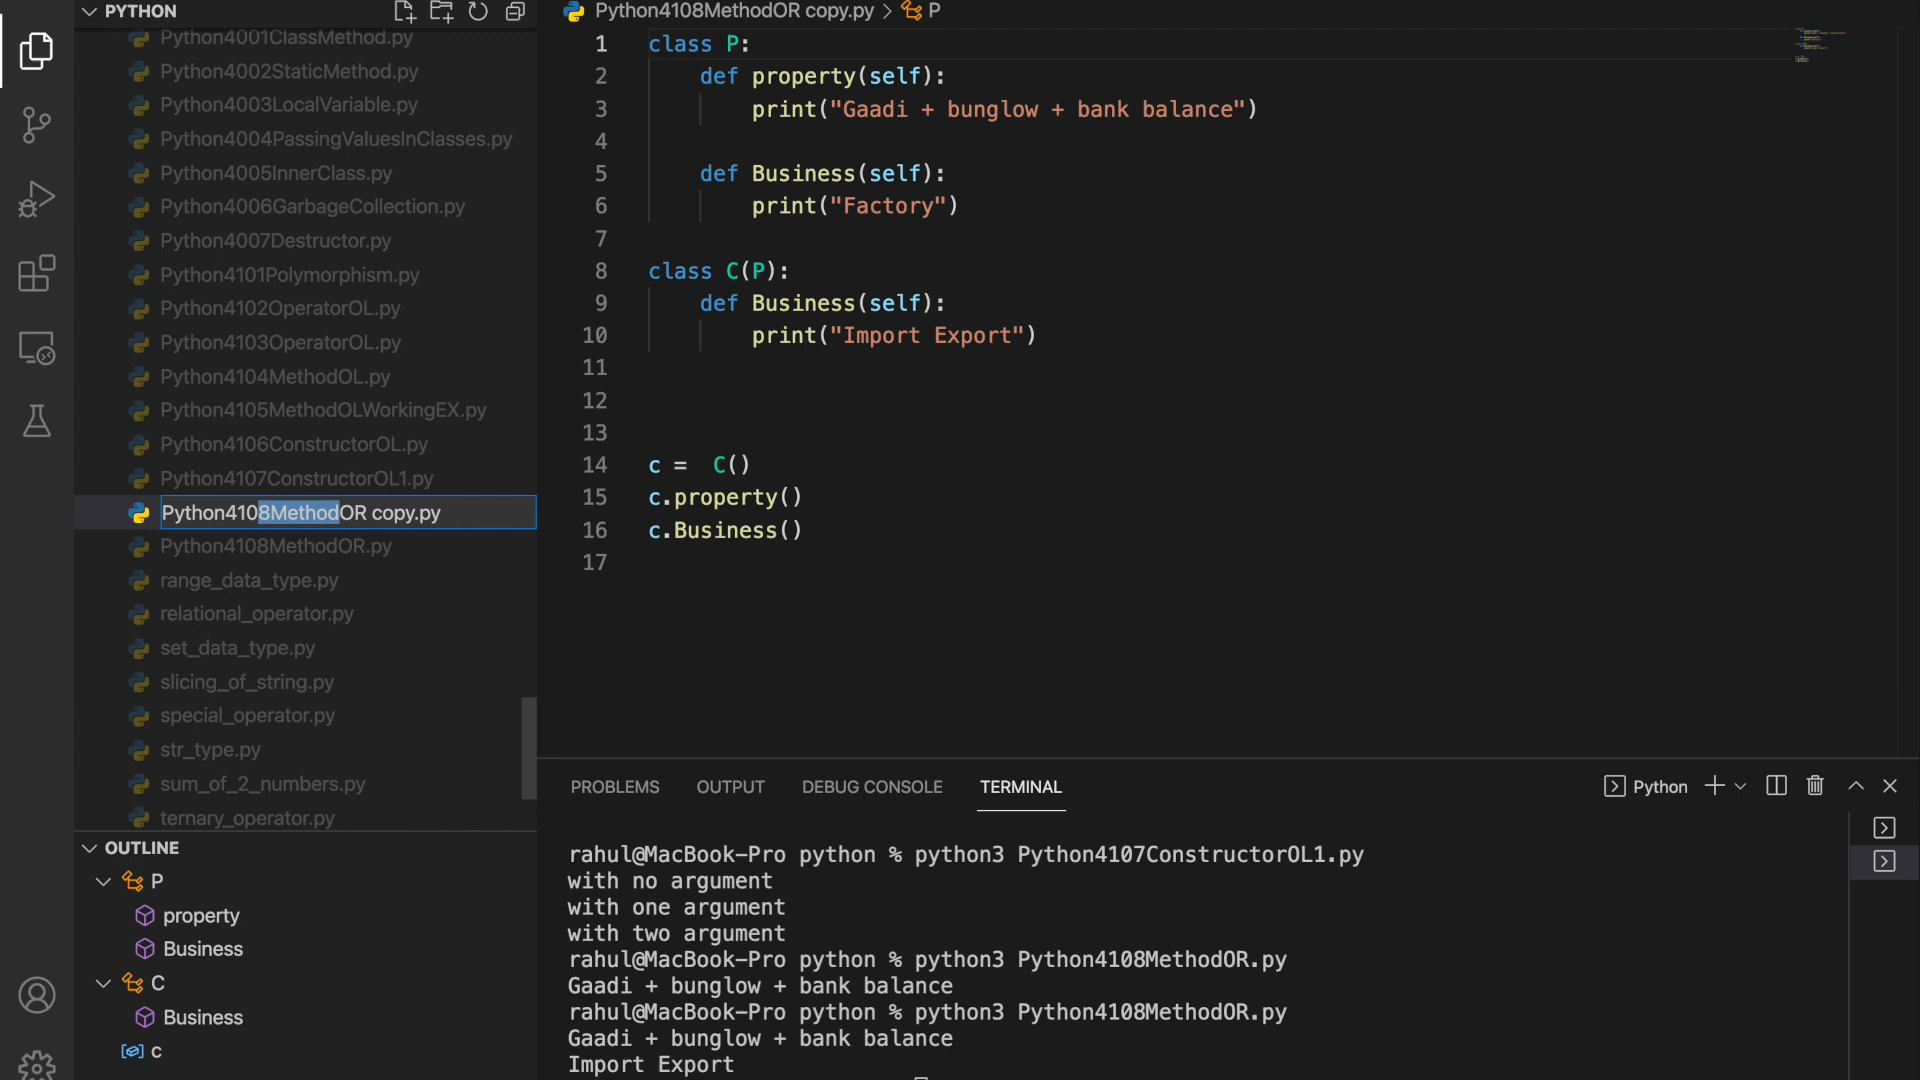 PYTHON
Python4001ClassMethod.py
Python4002StaticMethod.py
Python4003LocalVariable.py
Python4004PassingValuesInClasses.py
Python4005InnerClass.py
Python4006GarbageCollection.py
Python4007Destructor.py
Python4101Polymorphism.py
Python4102OperatorOL.py
Python4103OperatorOL.py
Python4104MethodOL.py
Python4105MethodOLWorkingEX.py
Python4106ConstructorOL.py
Python4107ConstructorOL1.py
Python4108MethodOR copy.py
Python4108MethodOR.py
range_data_type.py
relational_operator.py
set_data_type.py
slicing_of_string.py
special_operator.py
str_type.py
sum_of_2_numbers.py
ternary_operator.py
OUTLINE
P
property
Business
C
Business
c
Python4108MethodOR copy.py > P
1 class P:
2 def property(self):
3 print("Gaadi + bunglow + bank balance")
4
5 def Business(self):
6 print("Factory")
7
8 class C(P):
9 def Business(self):
10 print("Import Export")
11
12
13
14 c =  C()
15 c.property()
16 c.Business()
17
PROBLEMS OUTPUT DEBUG CONSOLE TERMINAL Python
rahul@MacBook-Pro python % python3 Python4107ConstructorOL1.py
with no argument
with one argument
with two argument
rahul@MacBook-Pro python % python3 Python4108MethodOR.py
Gaadi + bunglow + bank balance
rahul@MacBook-Pro python % python3 Python4108MethodOR.py
Gaadi + bunglow + bank balance
Import Export